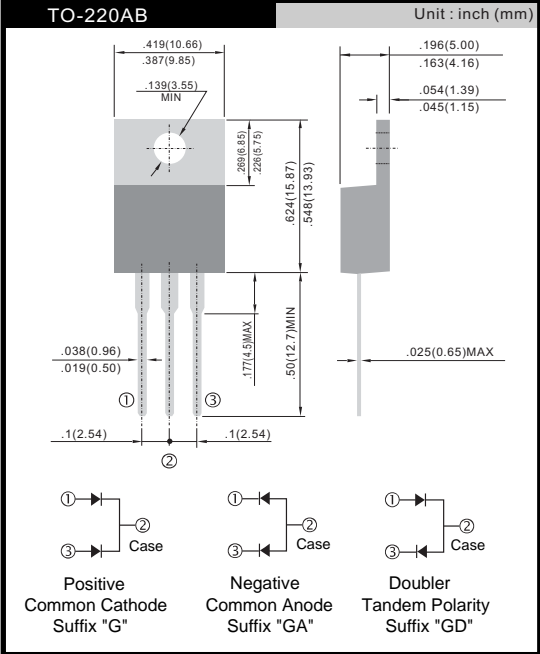 TO-220AB
Unit : inch (mm)
.419(10.66)
.387(9.85)
.196(5.00)
.163(4.16)
.139(3.55)
MIN
.054(1.39)
.045(1.15)
.269(6.85)
.226(5.75)
.624(15.87)
.548(13.93)
.177(4.5)MAX
.50(12.7)MIN
.038(0.96)
.019(0.50)
.025(0.65)MAX
① ③
.1(2.54) .1(2.54)
②
① ② ③ Case
① ② ③ Case
① ② ③ Case
Positive
Common Cathode
Suffix "G"
Negative
Common Anode
Suffix "GA"
Doubler
Tandem Polarity
Suffix "GD"